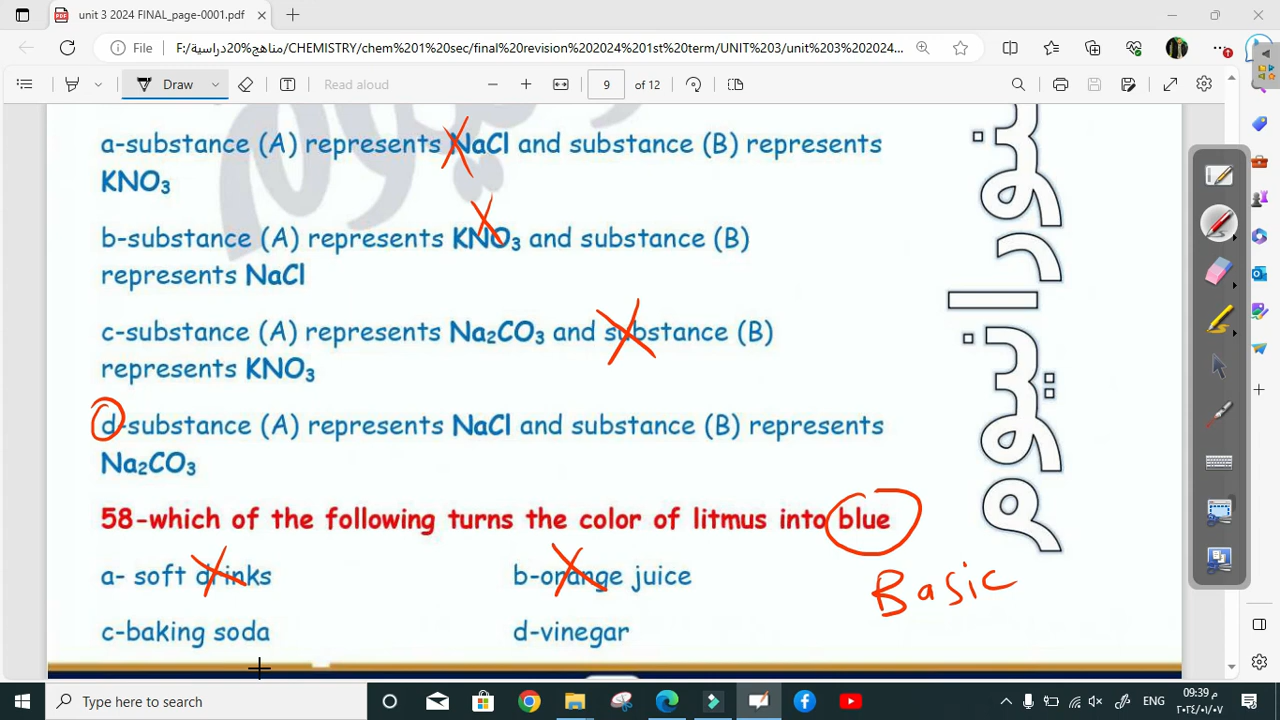 unit 3 2024 FINAL_page-0001.pdf
File
F:/مناهج%20دراسية/CHEMISTRY/chem%201%20sec/final%20revision%202024%201st%20term/UNIT%203/unit%203%202024...
Draw
Read aloud
9
of 12
a-substance (A) represents NaCl and substance (B) represents
KNO₃
b-substance (A) represents KNO₃ and substance (B)
represents NaCl
c-substance (A) represents Na₂CO₃ and substance (B)
represents KNO₃
d-substance (A) represents NaCl and substance (B) represents
Na₂CO₃
58-which of the following turns the color of litmus into blue
Basic
a- soft drinks
b-orange juice
c-baking soda
d-vinegar
Type here to search
ENG
09:39 م
٢٠٢٤/٠١/٠٧